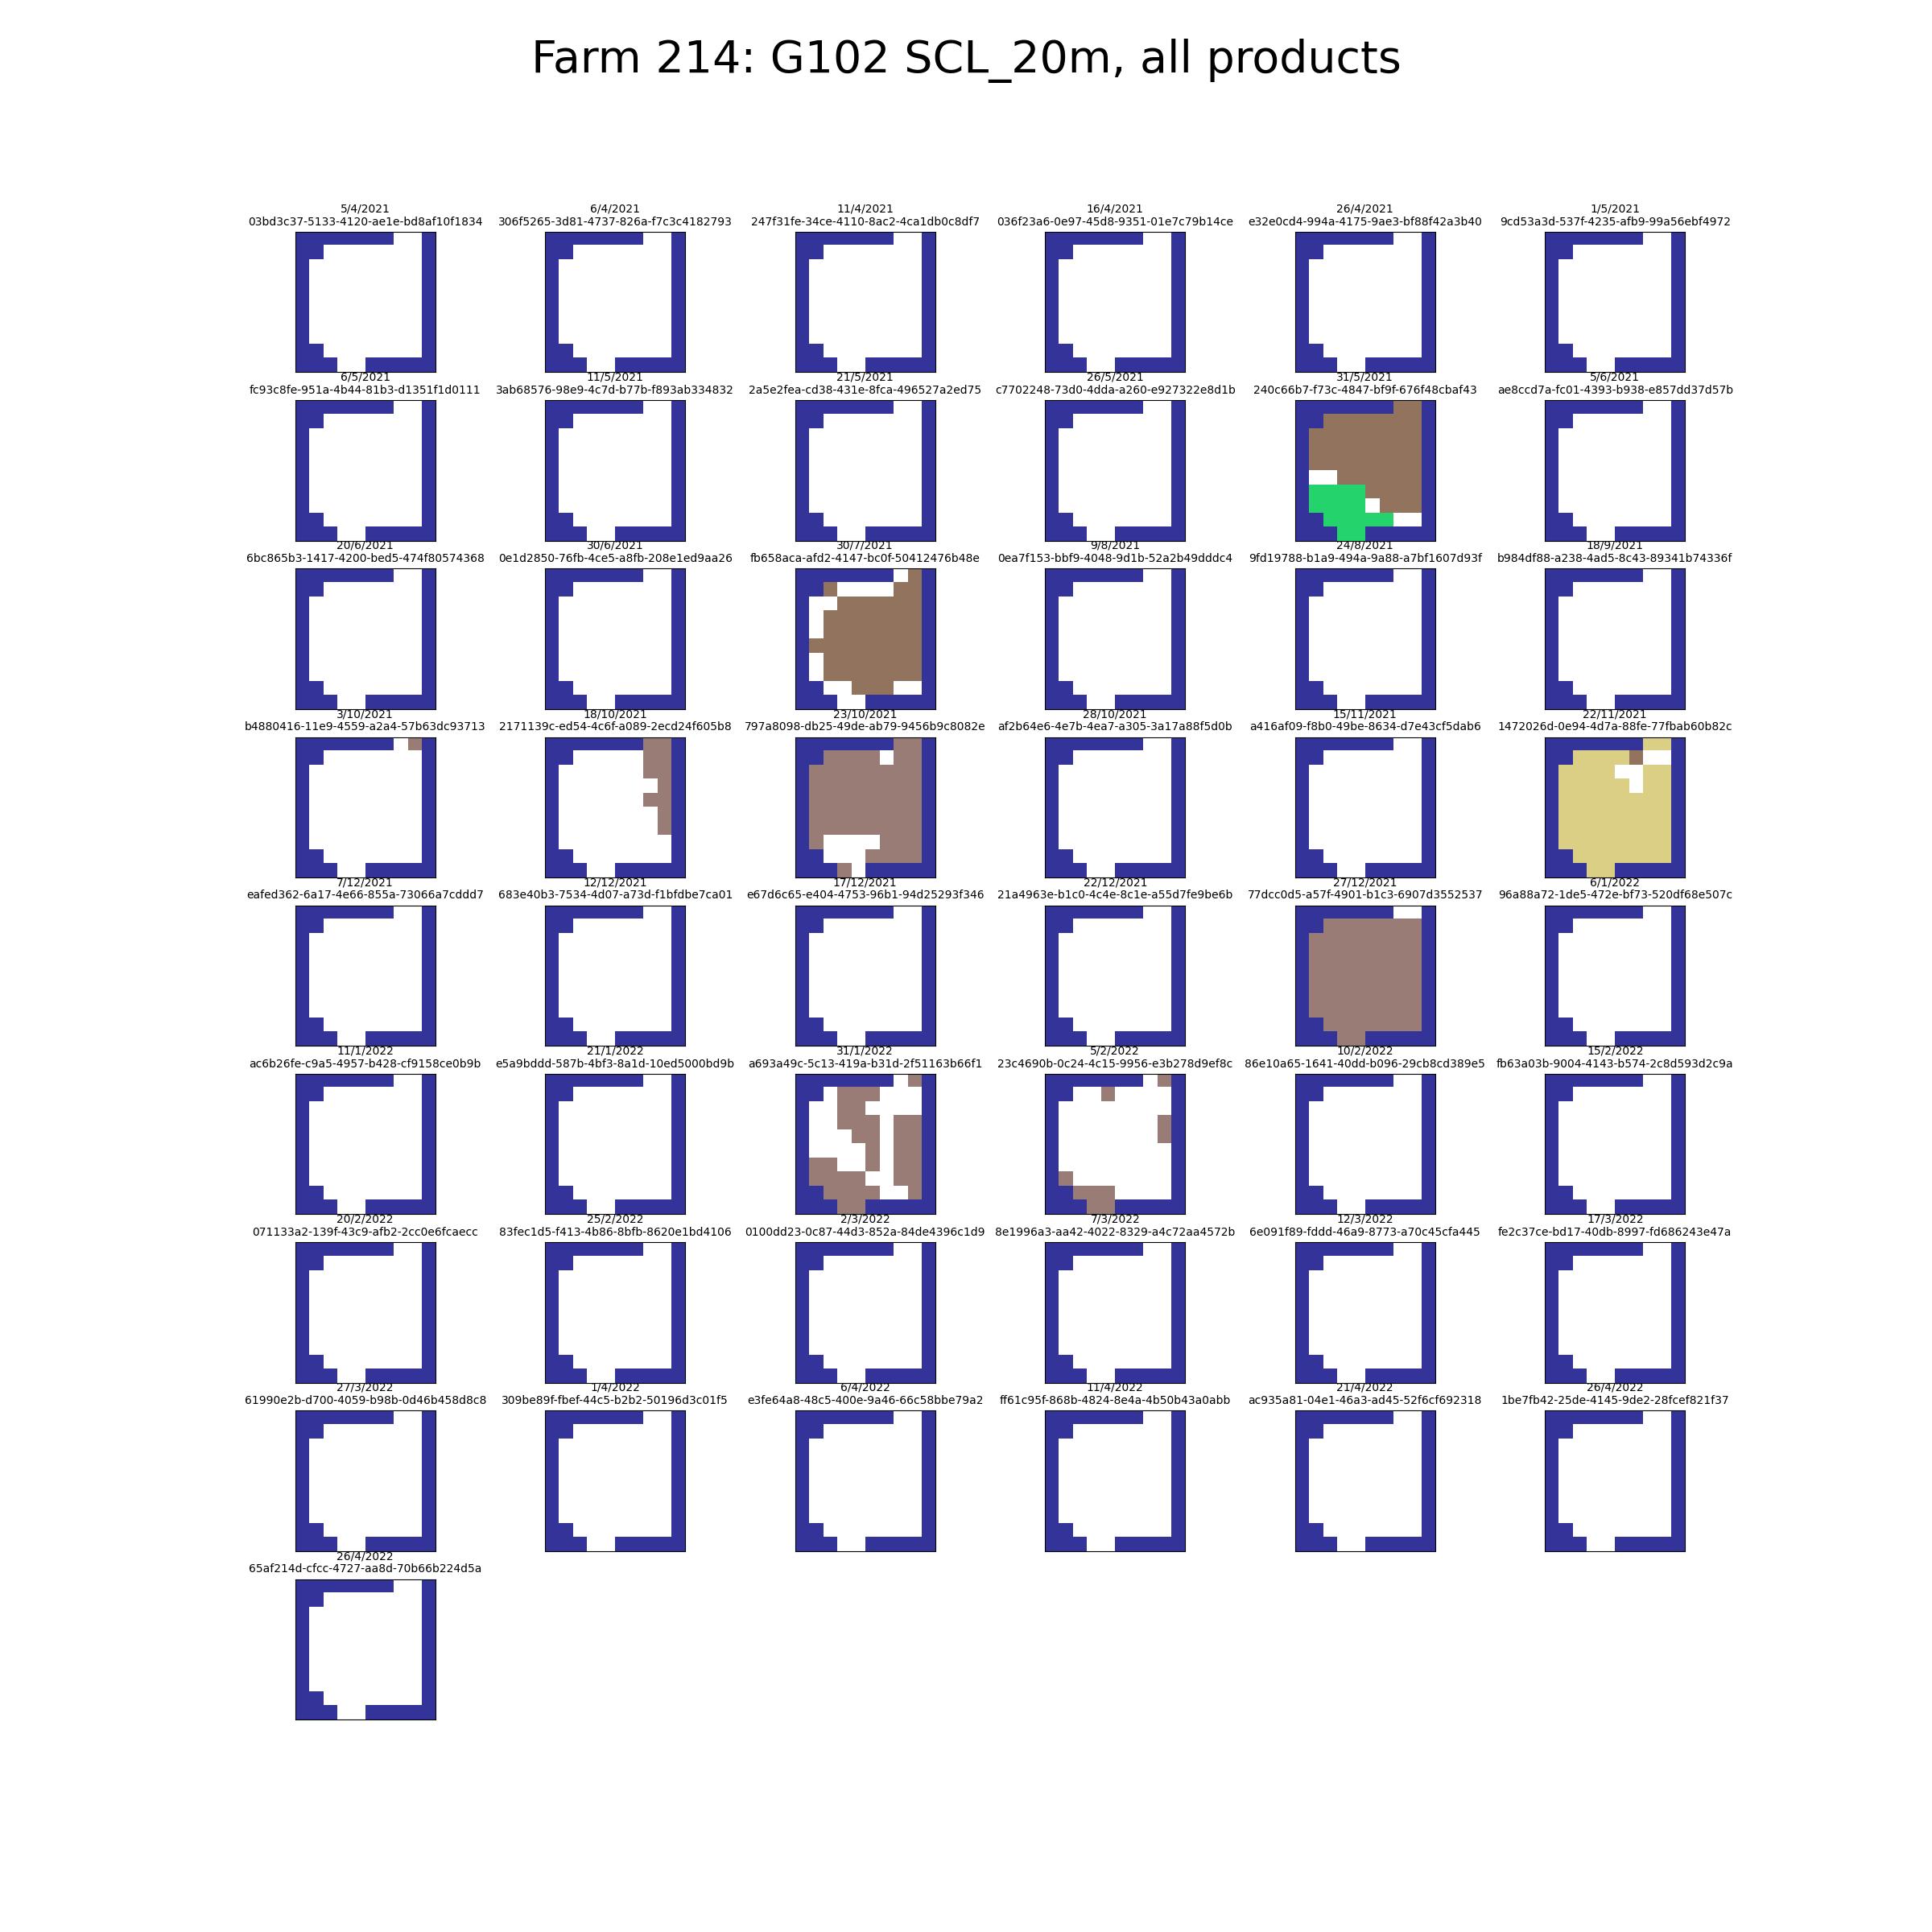 Farm 214: G102 SCL_20m, all products
5/4/2021
03bd3c37-5133-4120-ae1e-bd8af10f1834
6/4/2021
306f5265-3d81-4737-826a-f7c3c4182793
11/4/2021
247f31fe-34ce-4110-8ac2-4ca1db0c8df7
16/4/2021
036f23a6-0e97-45d8-9351-01e7c79b14ce
26/4/2021
e32e0cd4-994a-4175-9ae3-bf88f42a3b40
1/5/2021
9cd53a3d-537f-4235-afb9-99a56ebf4972
6/5/2021
fc93c8fe-951a-4b44-81b3-d1351f1d0111
11/5/2021
3ab68576-98e9-4c7d-b77b-f893ab334832
21/5/2021
2a5e2fea-cd38-431e-8fca-496527a2ed75
26/5/2021
c7702248-73d0-4dda-a260-e927322e8d1b
31/5/2021
240c66b7-f73c-4847-bf9f-676f48cbaf43
5/6/2021
ae8ccd7a-fc01-4393-b938-e857dd37d57b
20/6/2021
6bc865b3-1417-4200-bed5-474f80574368
30/6/2021
0e1d2850-76fb-4ce5-a8fb-208e1ed9aa26
30/7/2021
fb658aca-afd2-4147-bc0f-50412476b48e
9/8/2021
0ea7f153-bbf9-4048-9d1b-52a2b49dddc4
24/8/2021
9fd19788-b1a9-494a-9a88-a7bf1607d93f
18/9/2021
b984df88-a238-4ad5-8c43-89341b74336f
3/10/2021
b4880416-11e9-4559-a2a4-57b63dc93713
18/10/2021
2171139c-ed54-4c6f-a089-2ecd24f605b8
23/10/2021
797a8098-db25-49de-ab79-9456b9c8082e
28/10/2021
af2b64e6-4e7b-4ea7-a305-3a17a88f5d0b
15/11/2021
a416af09-f8b0-49be-8634-d7e43cf5dab6
22/11/2021
1472026d-0e94-4d7a-88fe-77fbab60b82c
7/12/2021
eafed362-6a17-4e66-855a-73066a7cddd7
12/12/2021
683e40b3-7534-4d07-a73d-f1bfdbe7ca01
17/12/2021
e67d6c65-e404-4753-96b1-94d25293f346
22/12/2021
21a4963e-b1c0-4c4e-8c1e-a55d7fe9be6b
27/12/2021
77dcc0d5-a57f-4901-b1c3-6907d3552537
6/1/2022
96a88a72-1de5-472e-bf73-520df68e507c
11/1/2022
ac6b26fe-c9a5-4957-b428-cf9158ce0b9b
21/1/2022
e5a9bddd-587b-4bf3-8a1d-10ed5000bd9b
31/1/2022
a693a49c-5c13-419a-b31d-2f51163b66f1
5/2/2022
23c4690b-0c24-4c15-9956-e3b278d9ef8c
10/2/2022
86e10a65-1641-40dd-b096-29cb8cd389e5
15/2/2022
fb63a03b-9004-4143-b574-2c8d593d2c9a
20/2/2022
071133a2-139f-43c9-afb2-2cc0e6fcaecc
25/2/2022
83fec1d5-f413-4b86-8bfb-8620e1bd4106
2/3/2022
0100dd23-0c87-44d3-852a-84de4396c1d9
7/3/2022
8e1996a3-aa42-4022-8329-a4c72aa4572b
12/3/2022
6e091f89-fddd-46a9-8773-a70c45cfa445
17/3/2022
fe2c37ce-bd17-40db-8997-fd686243e47a
27/3/2022
61990e2b-d700-4059-b98b-0d46b458d8c8
1/4/2022
309be89f-fbef-44c5-b2b2-50196d3c01f5
6/4/2022
e3fe64a8-48c5-400e-9a46-66c58bbe79a2
11/4/2022
ff61c95f-868b-4824-8e4a-4b50b43a0abb
21/4/2022
ac935a81-04e1-46a3-ad45-52f6cf692318
26/4/2022
1be7fb42-25de-4145-9de2-28fcef821f37
26/4/2022
65af214d-cfcc-4727-aa8d-70b66b224d5a